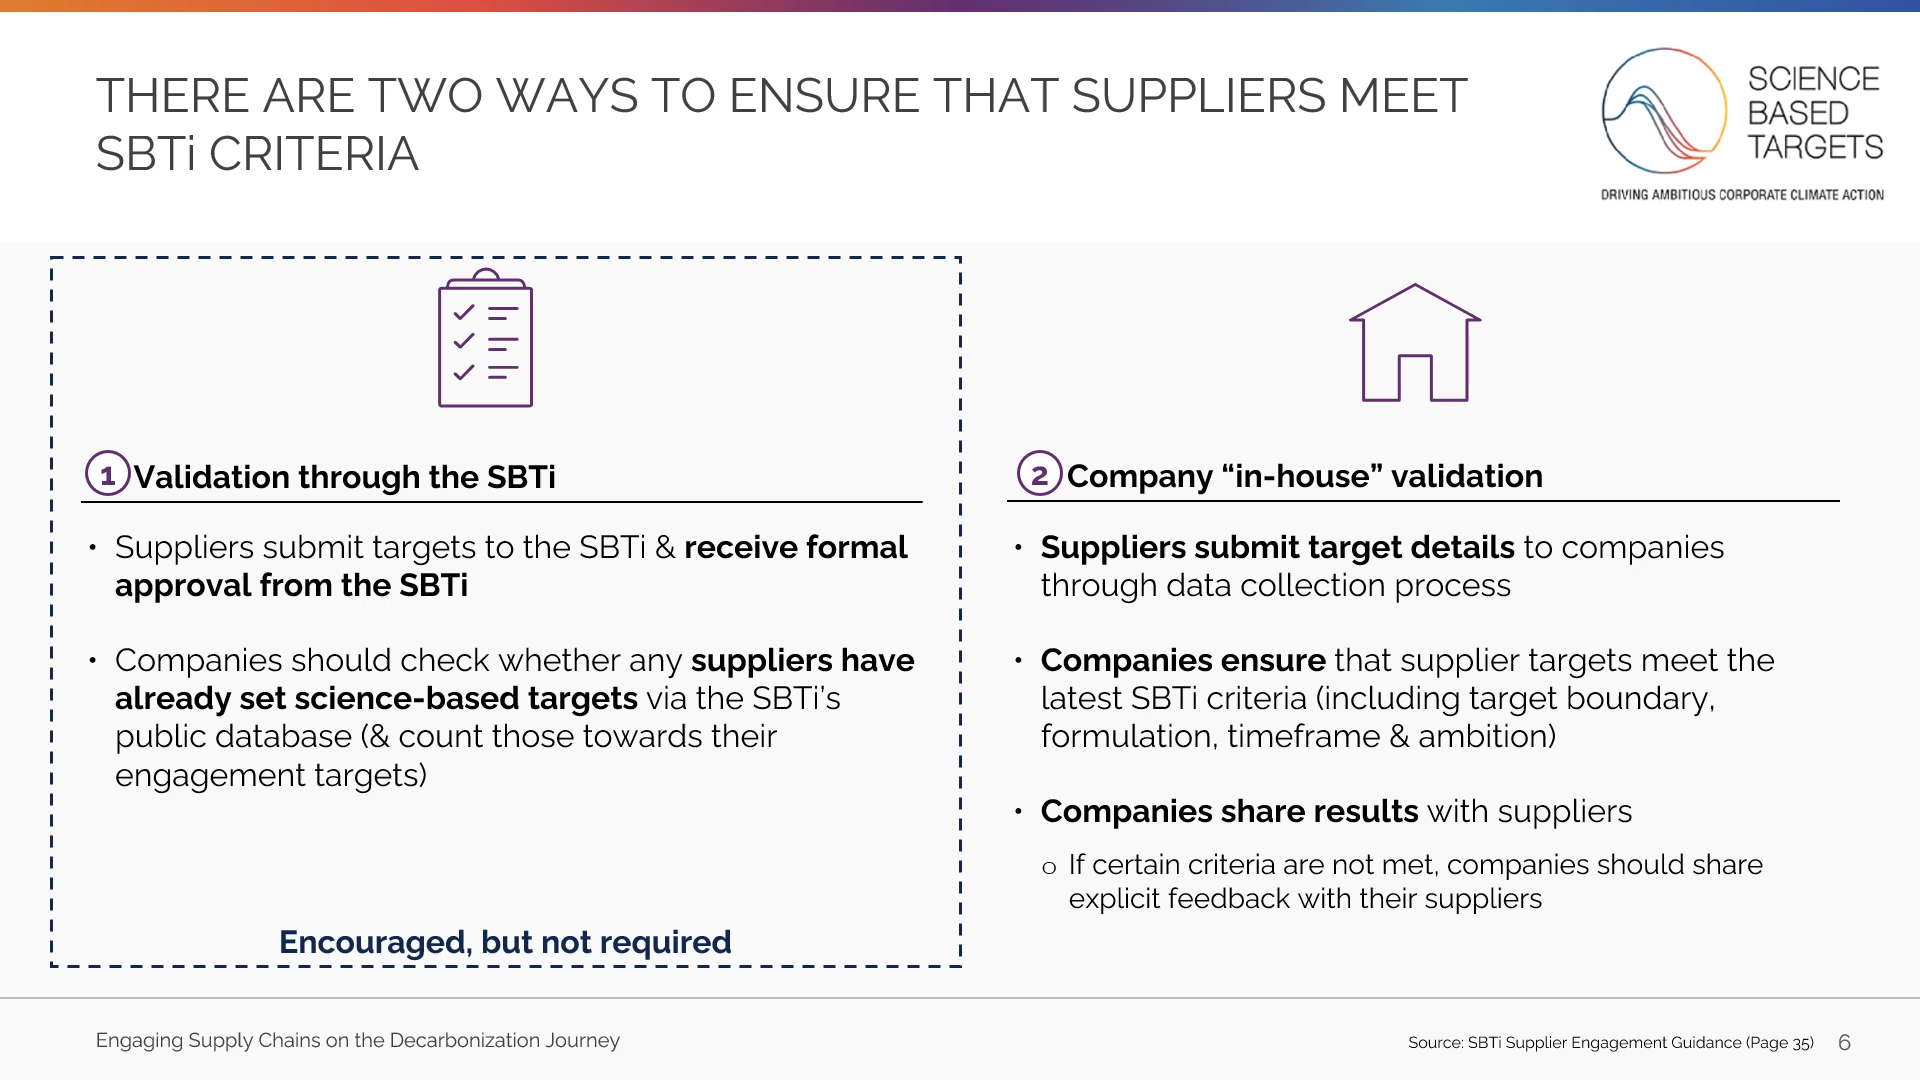 THERE ARE TWO WAYS TO ENSURE THAT SUPPLIERS MEET
SBTi CRITERIA
SCIENCE
BASED
TARGETS
DRIVING AMBITIOUS CORPORATE CLIMATE ACTION
1 Validation through the SBTi
• Suppliers submit targets to the SBTi & receive formal
approval from the SBTi
• Companies should check whether any suppliers have
already set science-based targets via the SBTi’s
public database (& count those towards their
engagement targets)
Encouraged, but not required
2 Company “in-house” validation
• Suppliers submit target details to companies
through data collection process
• Companies ensure that supplier targets meet the
latest SBTi criteria (including target boundary,
formulation, timeframe & ambition)
• Companies share results with suppliers
o If certain criteria are not met, companies should share
explicit feedback with their suppliers
Engaging Supply Chains on the Decarbonization Journey
Source: SBTi Supplier Engagement Guidance (Page 35)
6